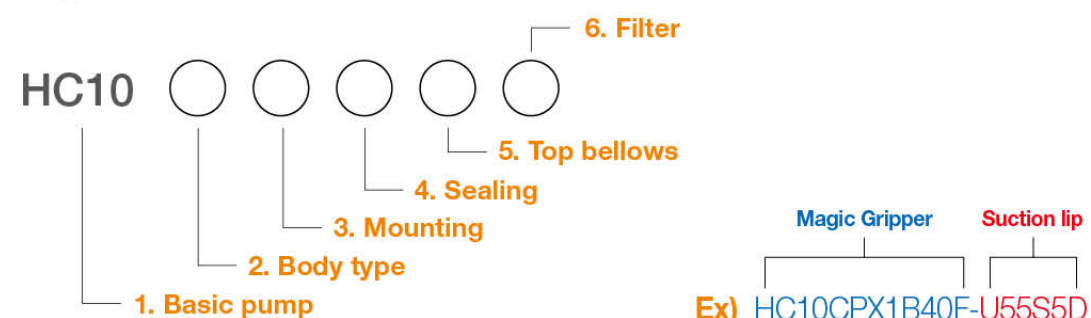 6. Filter
HC10
5. Top bellows
4. Sealing
3. Mounting
2. Body type
1. Basic pump
Magic Gripper Suction lip
Ex) HC10CPX1B40F-U55S5D